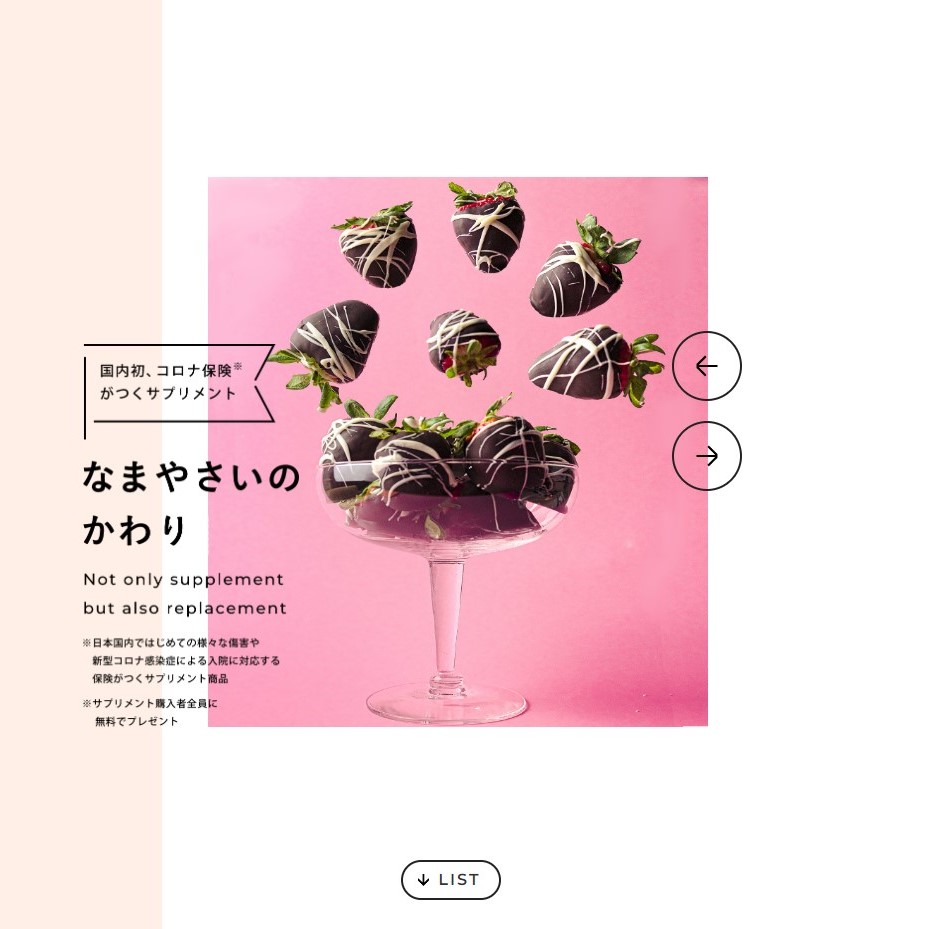 国内初、コロナ保険※
がつくサプリメント
なまやさいの
かわり
Not only supplement
but also replacement
※日本国内ではじめての様々な傷害や
新型コロナ感染症による入院に対応する
保険がつくサプリメント商品
※サプリメント購入者全員に
無料でプレゼント
LIST